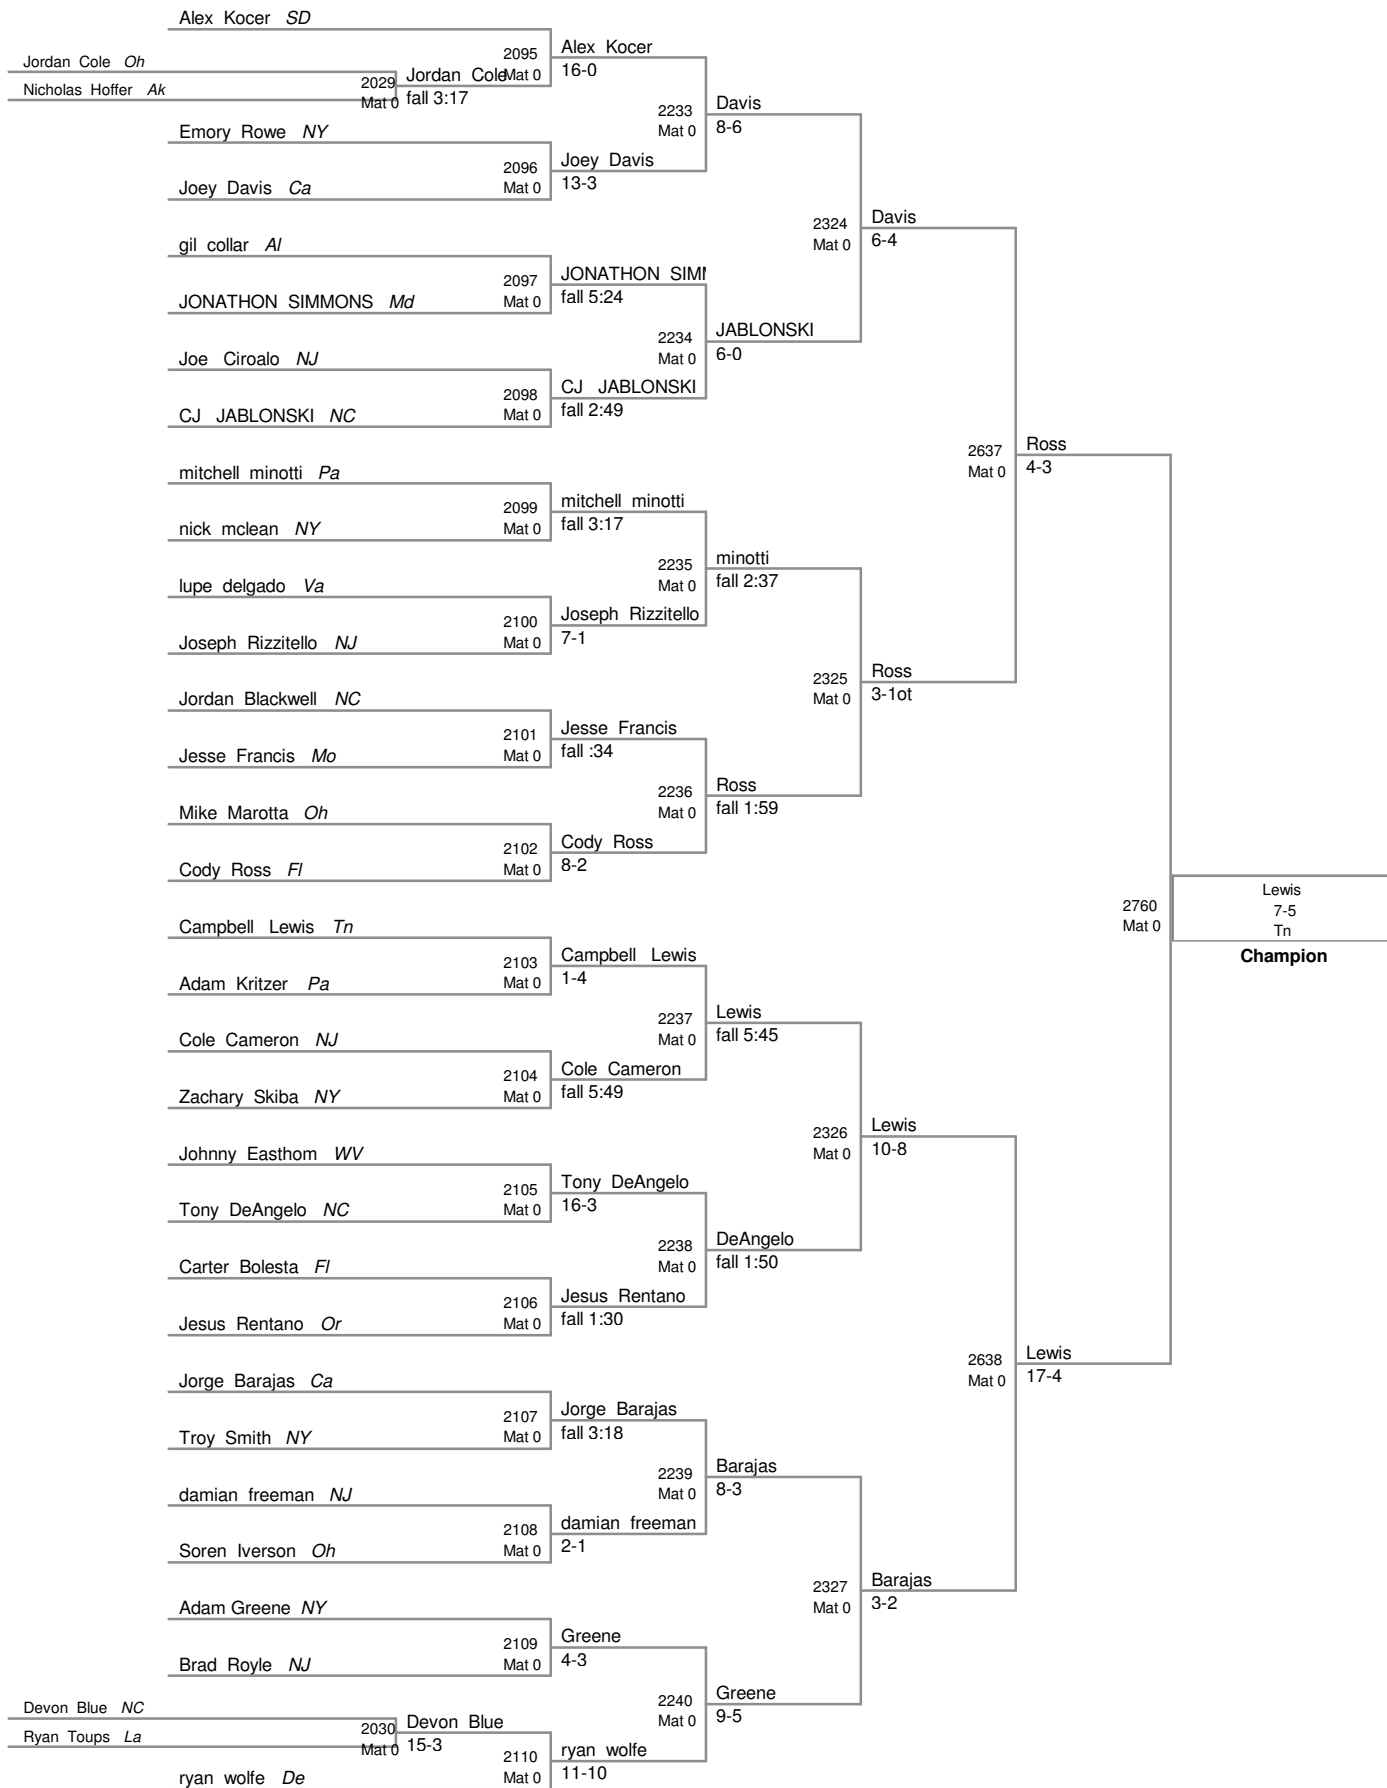 Alex Kocer SD
Jordan Cole Oh
Nicholas Hoffer Ak
2029
Mat 0
Jordan Cole
fall 3:17
2095
Mat 0
Alex Kocer
16-0
Emory Rowe NY
Joey Davis Ca
2096
Mat 0
Joey Davis
13-3
2233
Mat 0
Davis
8-6
gil collar Al
JONATHON SIMMONS Md
2097
Mat 0
JONATHON SIMM
fall 5:24
Joe Ciroalo NJ
CJ JABLONSKI NC
2098
Mat 0
CJ JABLONSKI
fall 2:49
2234
Mat 0
JABLONSKI
6-0
2324
Mat 0
Davis
6-4
mitchell minotti Pa
nick mclean NY
2099
Mat 0
mitchell minotti
fall 3:17
lupe delgado Va
Joseph Rizzitello NJ
2100
Mat 0
Joseph Rizzitello
7-1
2235
Mat 0
minotti
fall 2:37
Jordan Blackwell NC
Jesse Francis Mo
2101
Mat 0
Jesse Francis
fall :34
Mike Marotta Oh
Cody Ross Fl
2102
Mat 0
Cody Ross
8-2
2236
Mat 0
Ross
fall 1:59
2325
Mat 0
Ross
3-1ot
2637
Mat 0
Ross
4-3
Campbell Lewis Tn
Adam Kritzer Pa
2103
Mat 0
Campbell Lewis
1-4
Cole Cameron NJ
Zachary Skiba NY
2104
Mat 0
Cole Cameron
fall 5:49
2237
Mat 0
Lewis
fall 5:45
Johnny Easthom WV
Tony DeAngelo NC
2105
Mat 0
Tony DeAngelo
16-3
Carter Bolesta Fl
Jesus Rentano Or
2106
Mat 0
Jesus Rentano
fall 1:30
2238
Mat 0
DeAngelo
fall 1:50
2326
Mat 0
Lewis
10-8
Jorge Barajas Ca
Troy Smith NY
2107
Mat 0
Jorge Barajas
fall 3:18
damian freeman NJ
Soren Iverson Oh
2108
Mat 0
damian freeman
2-1
2239
Mat 0
Barajas
8-3
Adam Greene NY
Brad Royle NJ
2109
Mat 0
Greene
4-3
Devon Blue NC
Ryan Toups La
2030
Mat 0
Devon Blue
15-3
ryan wolfe De
2110
Mat 0
ryan wolfe
11-10
2240
Mat 0
Greene
9-5
2327
Mat 0
Barajas
3-2
2638
Mat 0
Lewis
17-4
2760
Mat 0
Lewis
7-5
Tn
Champion